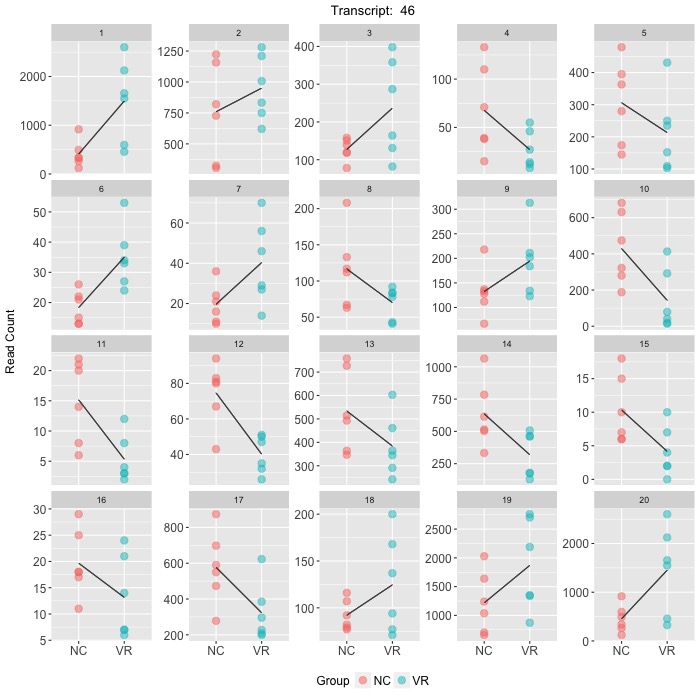 Transcript: 46
1 2 3 4 5
2000 1000 0
1250 1000 750 500
400 300 200 100
100 50
400 300 200 100
6 7 8 9 10
50 40 30 20
60 40 20
200 150 100 50
300 250 200 150 100
600 400 200 0
Read Count
11 12 13 14 15
20 15 10 5
80 60 40
700 600 500 400 300
1000 750 500 250
15 10 5 0
16 17 18 19 20
30 25 20 15 10 5
800 600 400 200
200 150 100
2500 2000 1500 1000
2000 1000 0
NC VR NC VR NC VR NC VR NC VR
Group NC VR